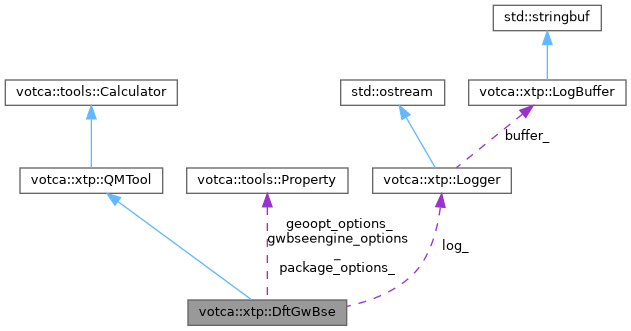 std::stringbuf
votca::tools::Calculator
std::ostream
votca::xtp::LogBuffer
buffer_
votca::xtp::QMTool
votca::tools::Property
votca::xtp::Logger
geoopt_options_
gwbseengine_options
_
package_options_
log_
votca::xtp::DftGwBse